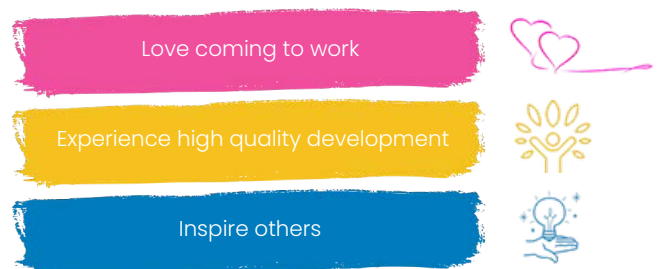 Love coming to work
Experience high quality development
Inspire others